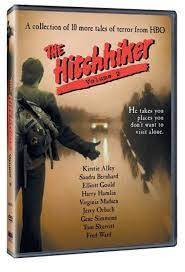 A collection of 10 more tales of terror from HBO
THE
Hitchhiker
Volume 2
He takes you
places you
don't want to
visit alone.
Kirstie Alley
Sandra Bernhard
Elliott Gould
Harry Hamlin
Virginia Madsen
Jerry Orbach
Gene Simmons
Tom Skerritt
Fred Ward